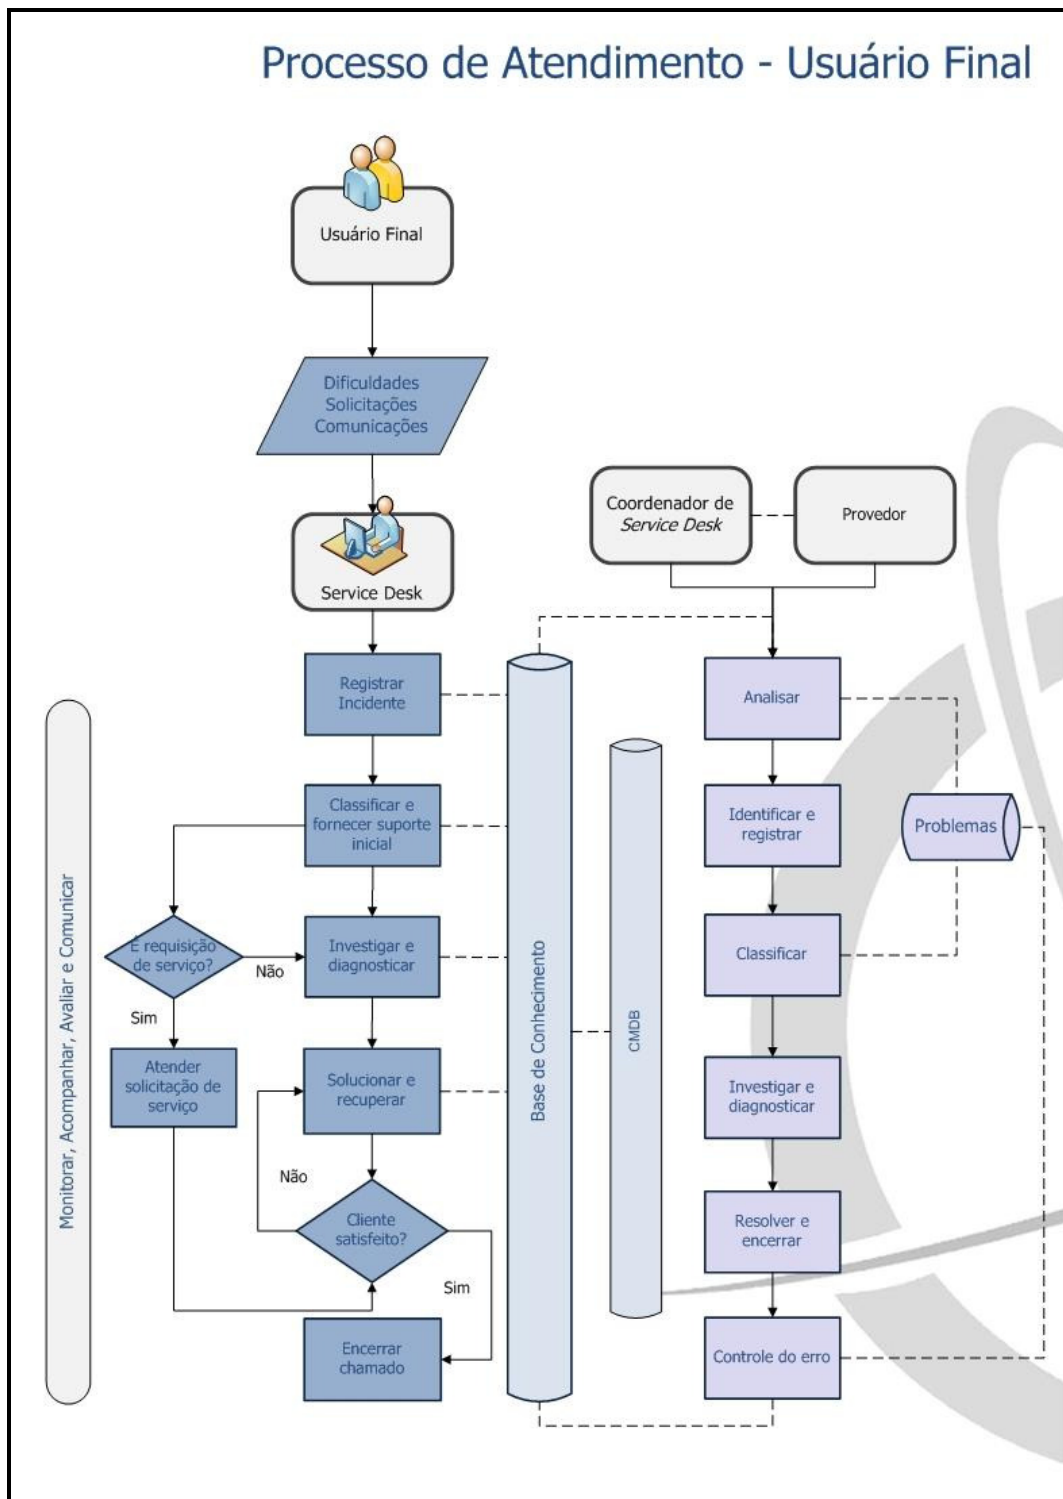 Processo de Atendimento - Usuário Final
Usuário Final
Dificuldades
Solicitações
Comunicações
Service Desk
Registrar
Incidente
Classificar e
fornecer suporte
inicial
É requisição
de serviço?
Não
Sim
Investigar e
diagnosticar
Atender
solicitação de
serviço
Solucionar e
recuperar
Não
Cliente
satisfeito?
Sim
Encerrar
chamado
Monitorar, Acompanhar, Avaliar e Comunicar
Base de Conhecimento
CMDB
Coordenador de
Service Desk
Provedor
Analisar
Identificar e
registrar
Problemas
Classificar
Investigar e
diagnosticar
Resolver e
encerrar
Controle do erro